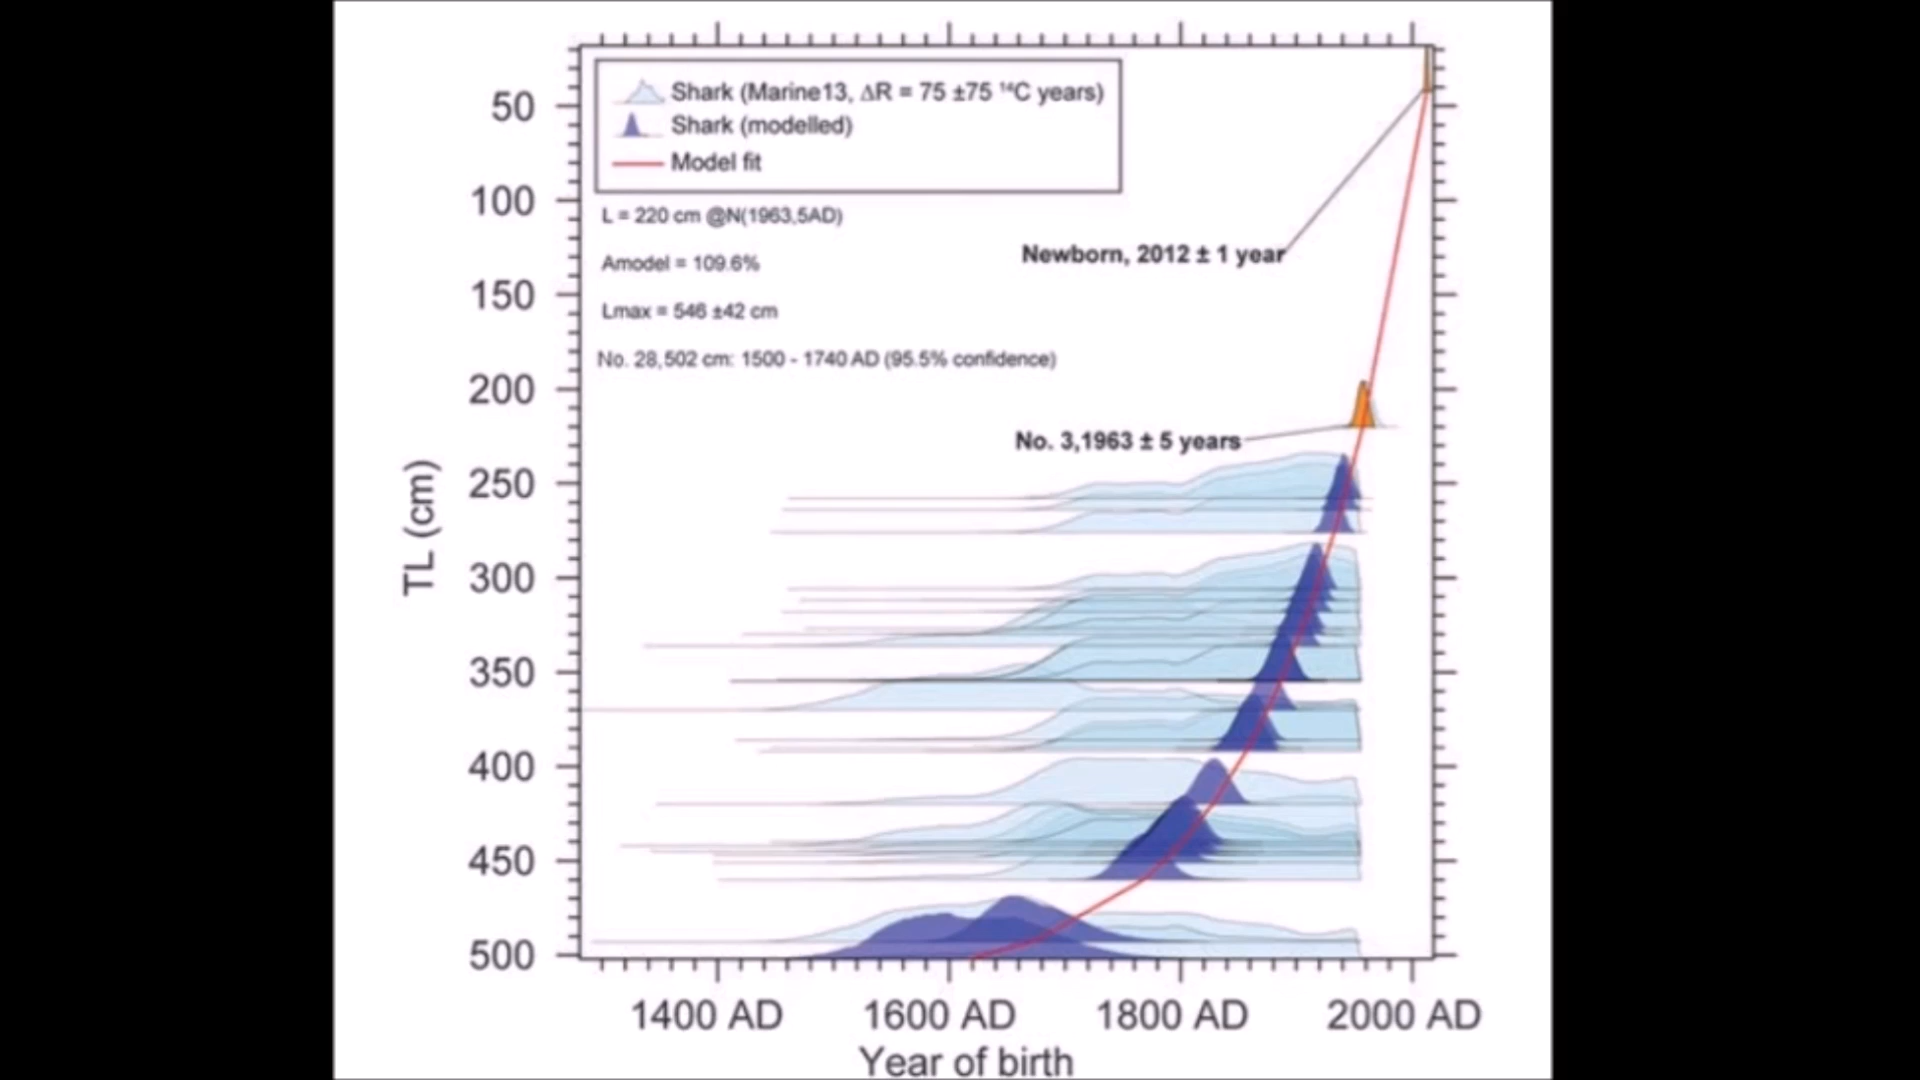 Shark (Marine13, ΔR = 75 ±75 ¹⁴C years)
Shark (modelled)
Model fit
L = 220 cm @N(1963,5AD)
Amodel = 109.6%
Lmax = 546 ±42 cm
No. 28,502 cm: 1500 - 1740 AD (95.5% confidence)
Newborn, 2012 ± 1 year
No. 3,1963 ± 5 years
TL (cm)
50
100
150
200
250
300
350
400
450
500
1400 AD 1600 AD 1800 AD 2000 AD
Year of birth